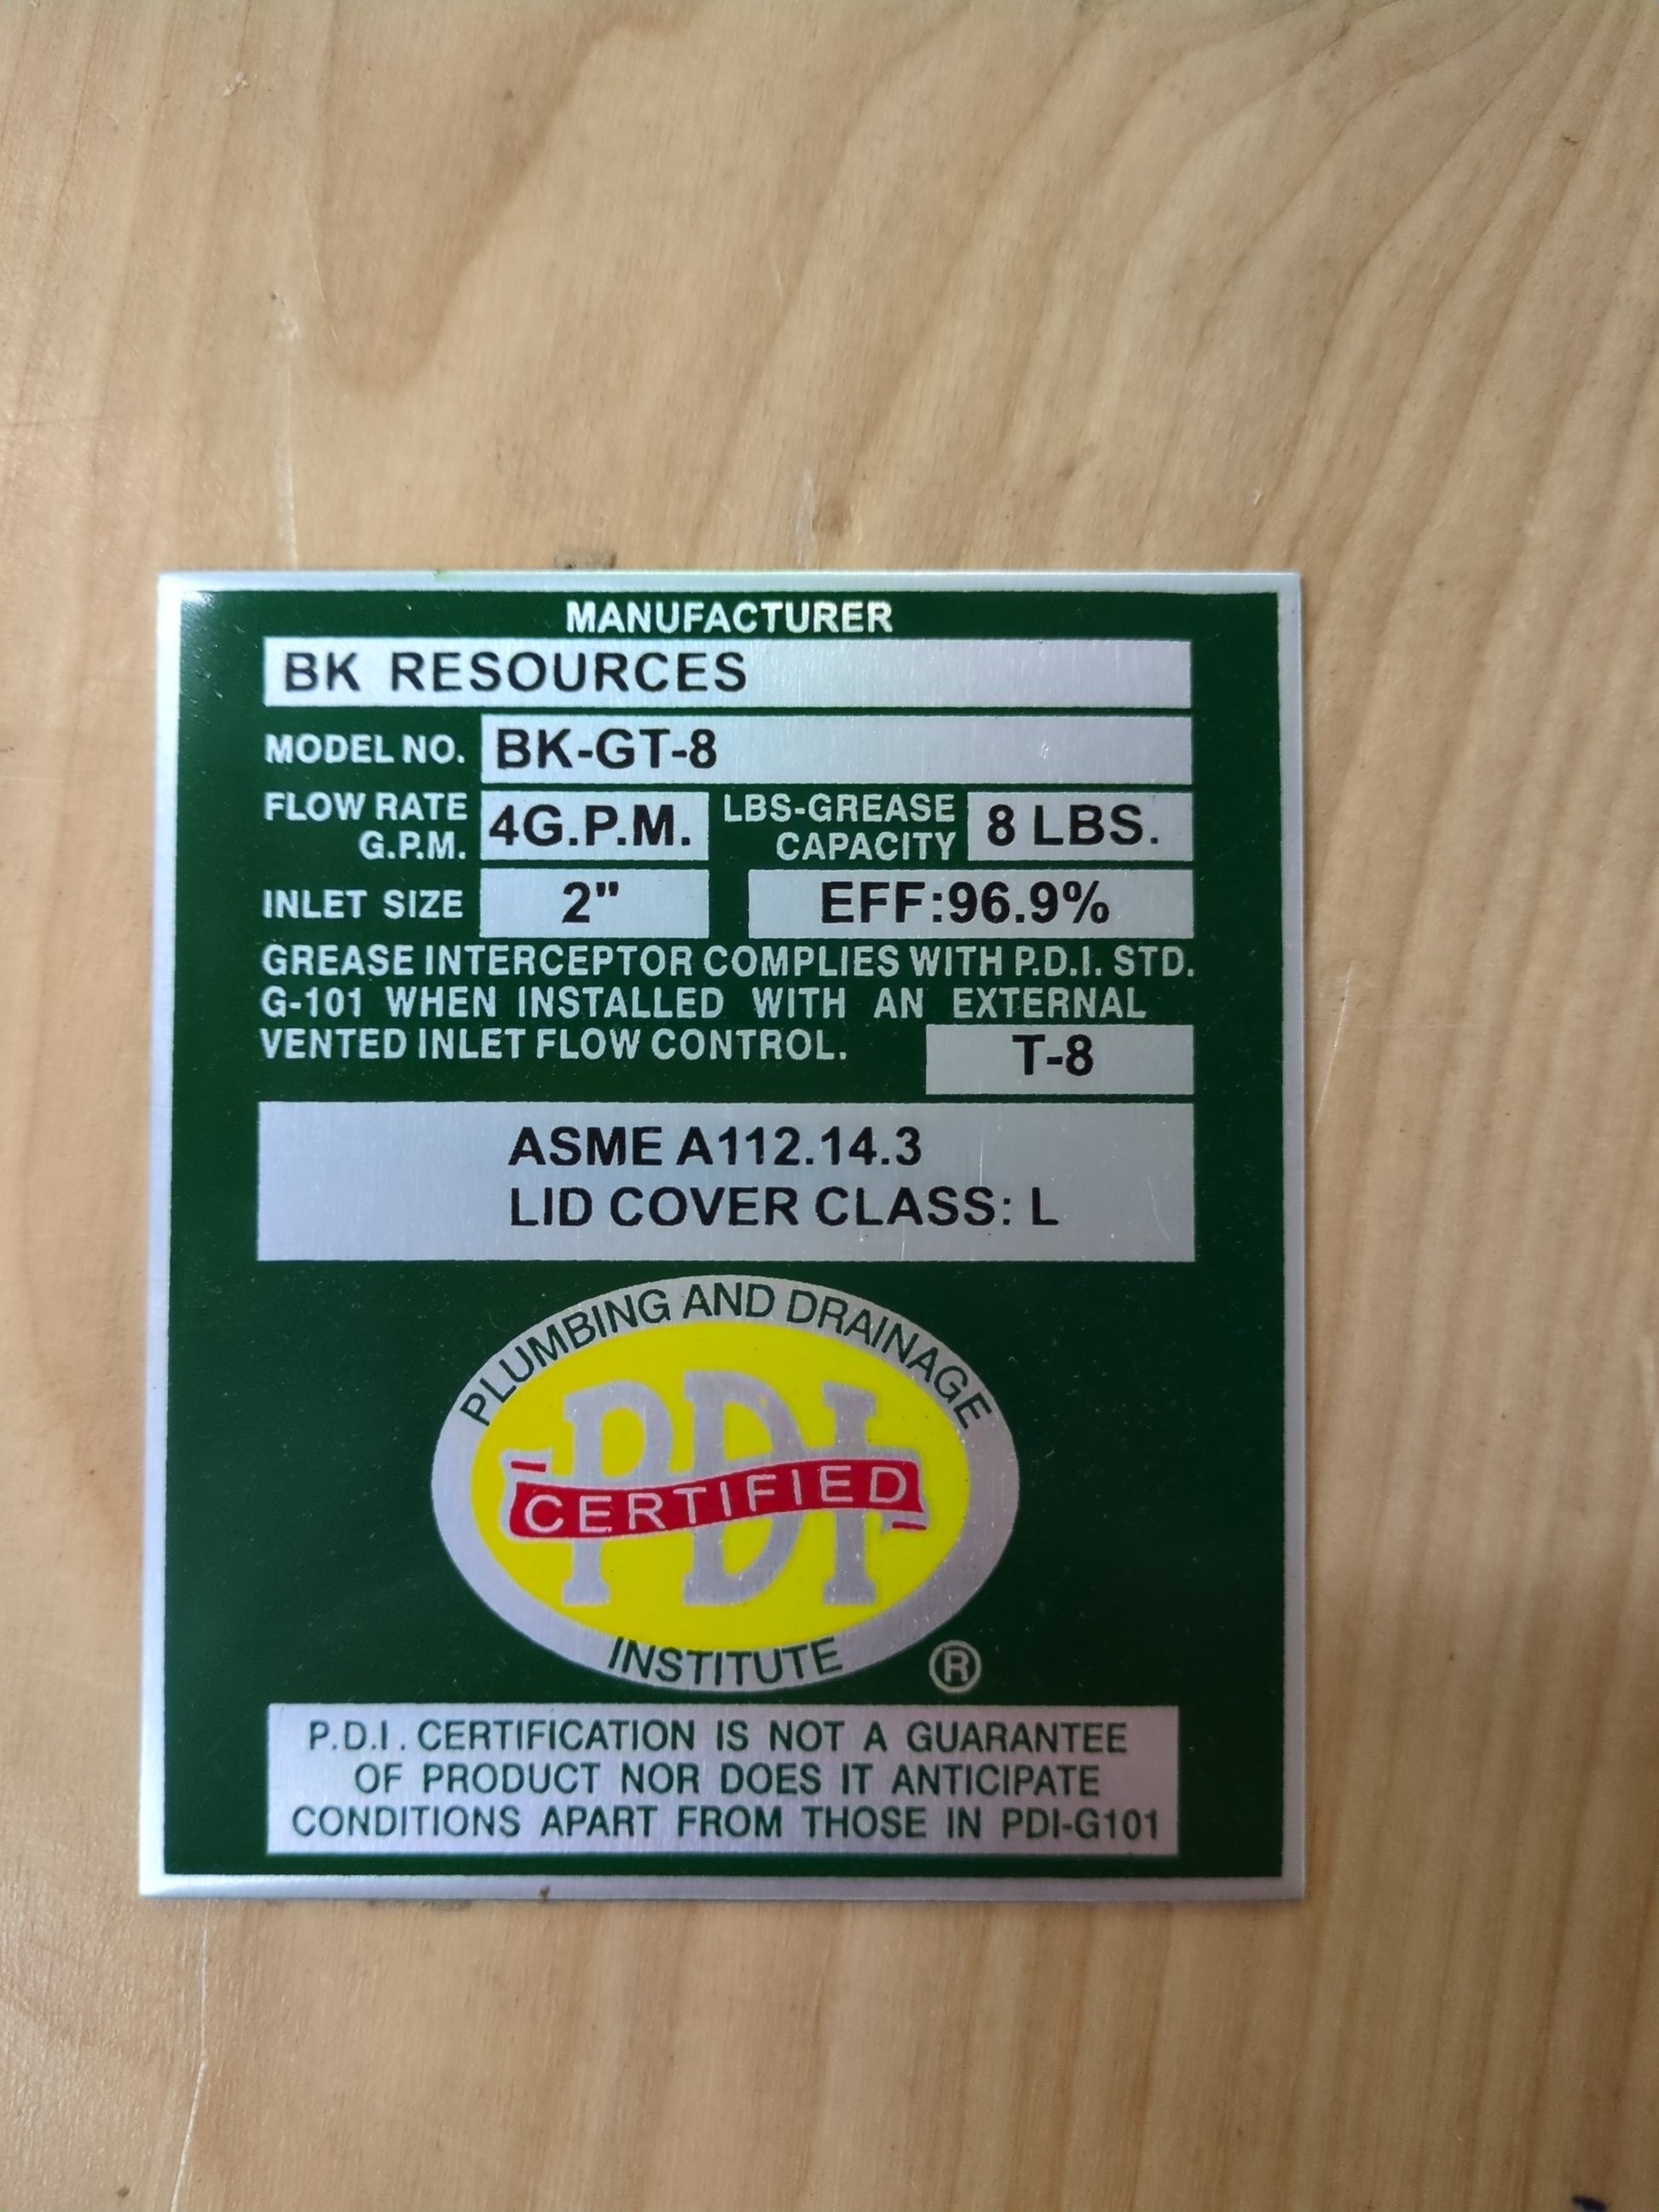 MANUFACTURER
BK RESOURCES
MODEL NO. BK-GT-8
FLOW RATE G.P.M. 4G.P.M. LBS-GREASE CAPACITY 8 LBS.
INLET SIZE 2" EFF:96.9%
GREASE INTERCEPTOR COMPLIES WITH P.D.I. STD.
G-101 WHEN INSTALLED WITH AN EXTERNAL
VENTED INLET FLOW CONTROL. T-8
ASME A112.14.3
LID COVER CLASS: L
PLUMBING AND DRAINAGE
PDI
CERTIFIED
INSTITUTE ®
P.D.I. CERTIFICATION IS NOT A GUARANTEE
OF PRODUCT NOR DOES IT ANTICIPATE
CONDITIONS APART FROM THOSE IN PDI-G101